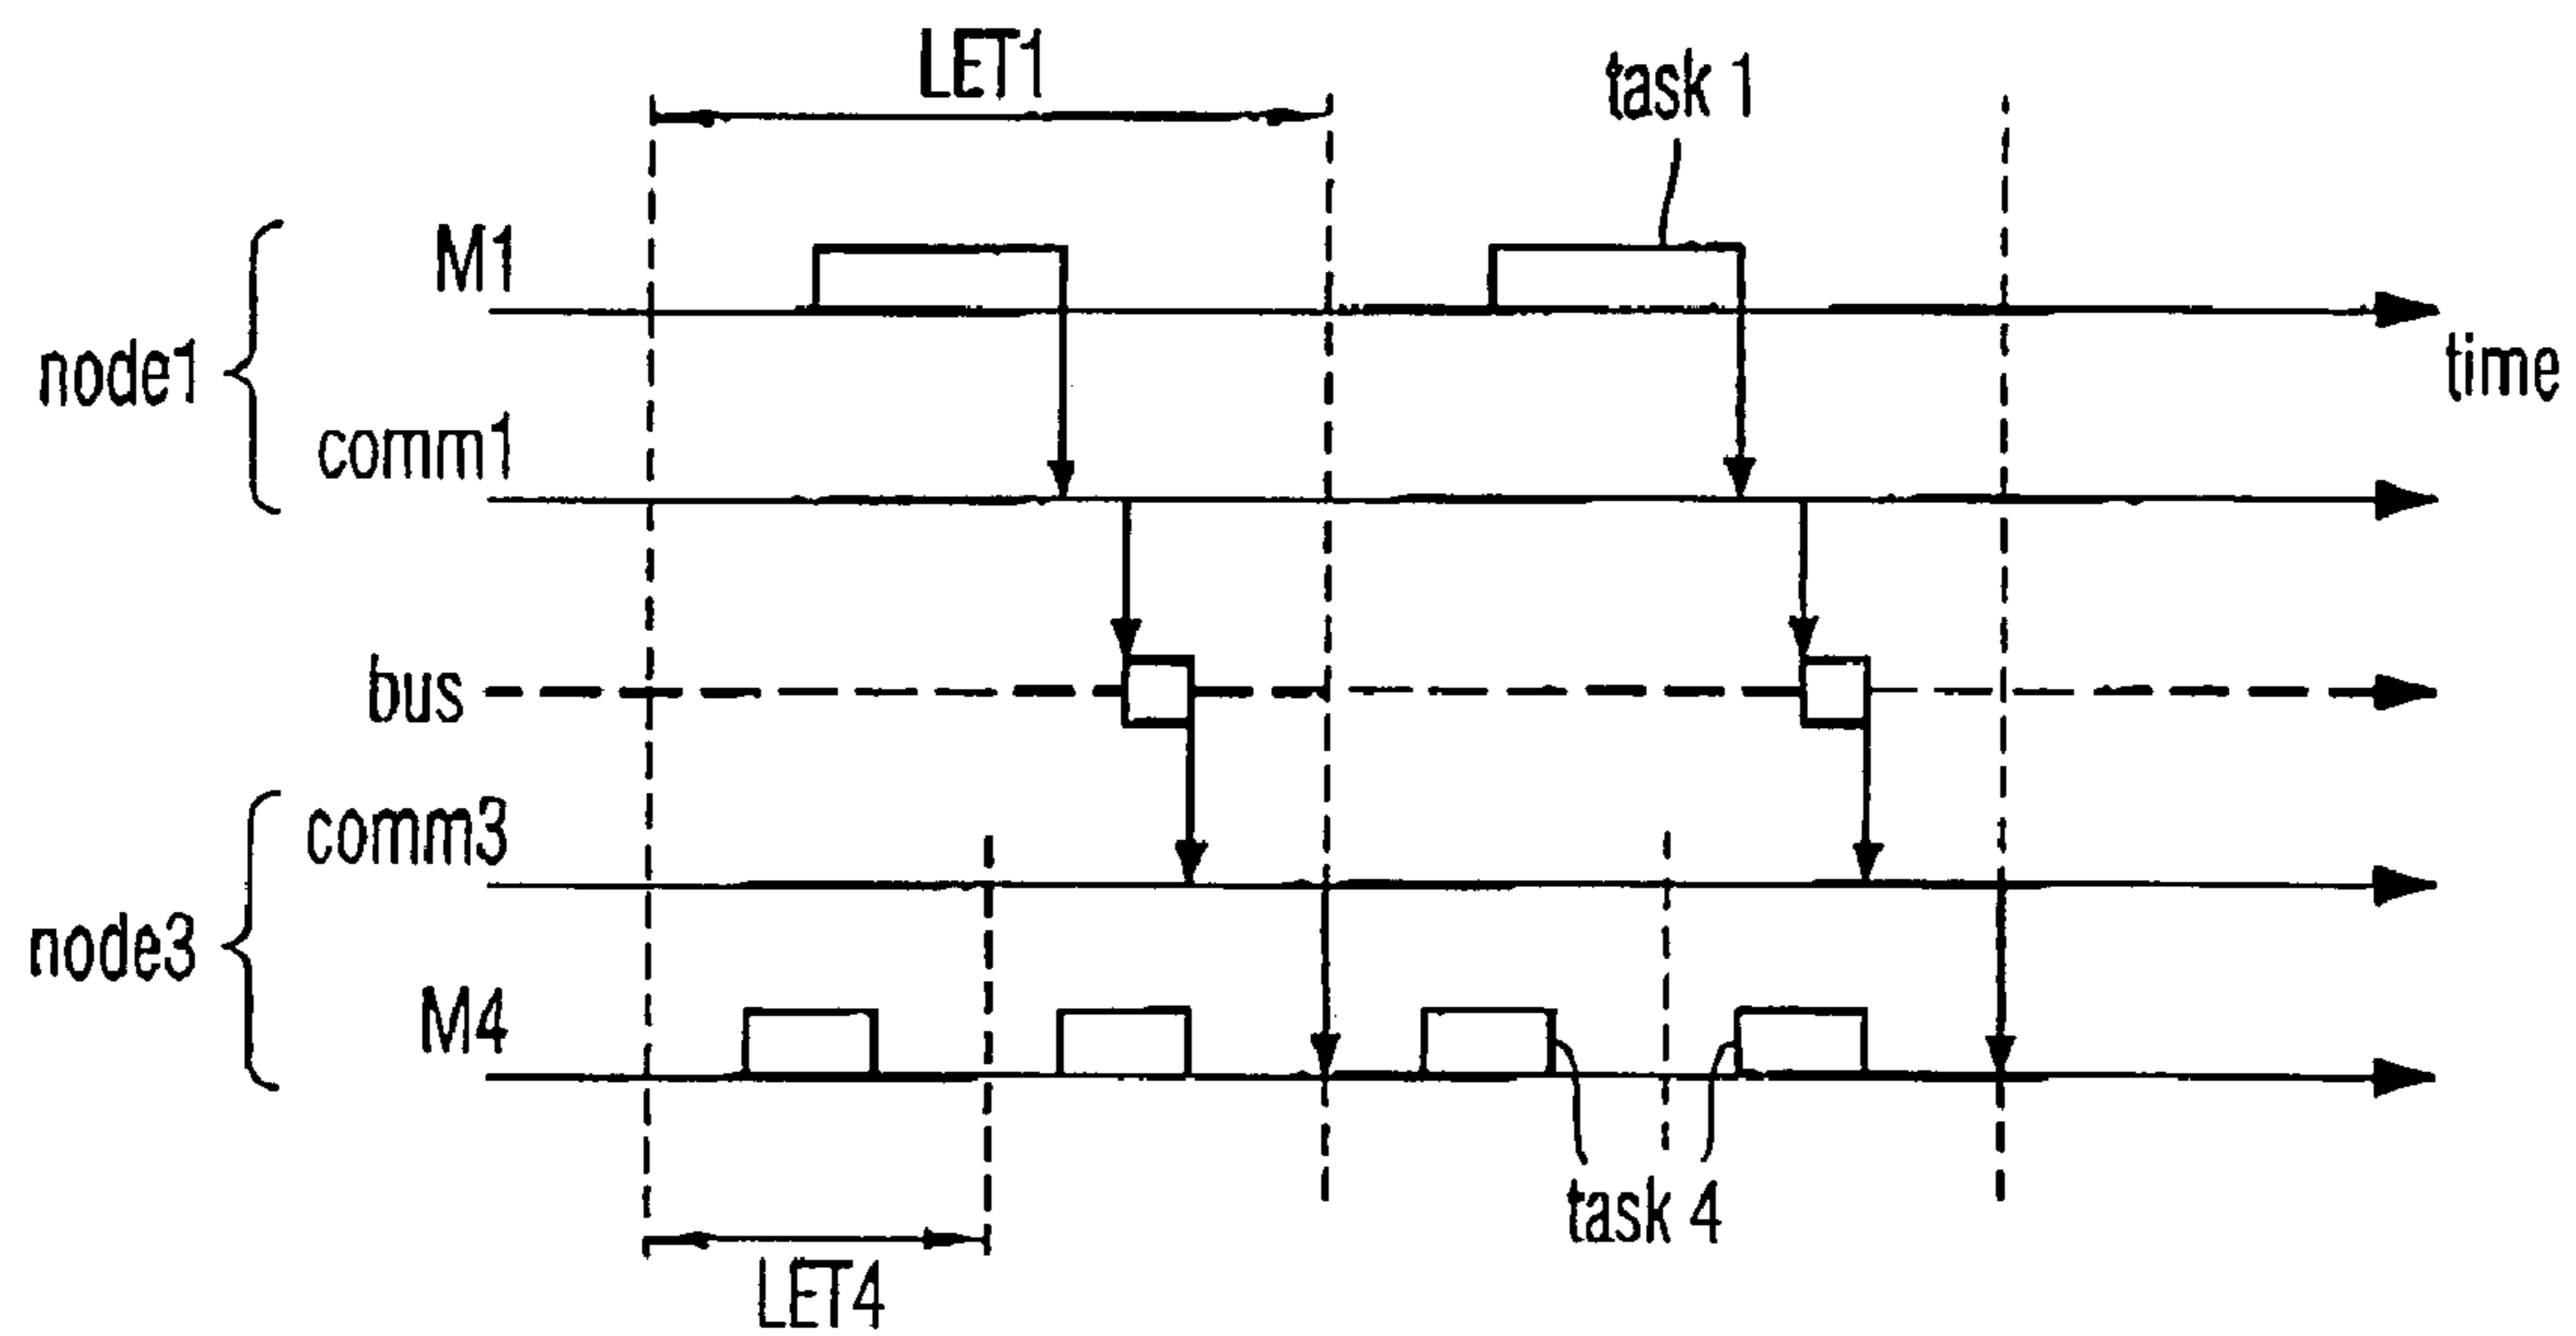 LET1
task 1
M1
node1
time
comm1
bus
comm3
node3
M4
task 4
LET4